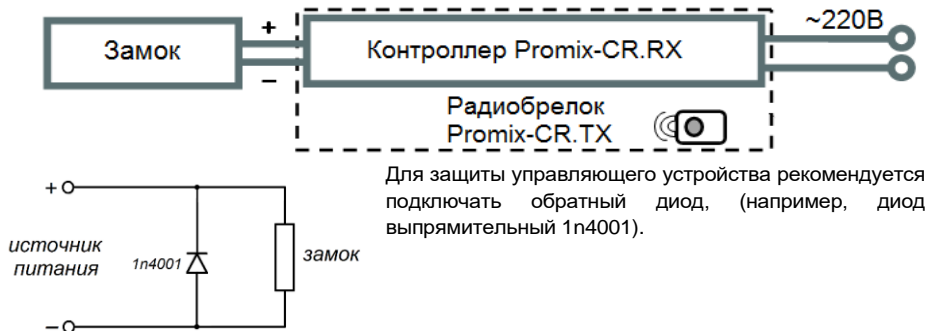 ~220В
+
Замок
Контроллер Promix-CR.RX
–
Радиобрелок
Promix-CR.TX
Для защиты управляющего устройства рекомендуется
подключать обратный диод, (например, диод
выпрямительный 1n4001).
+
источник
питания
1n4001
замок
–